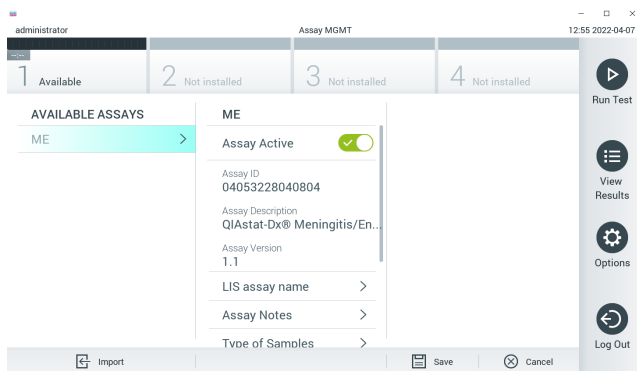 administrator Assay MGMT 12:55 2022-04-07
--:--
1 Available 2 Not installed 3 Not installed 4 Not installed
Run Test
AVAILABLE ASSAYS
ME
ME
Assay Active
Assay ID
04053228040804
Assay Description
QIAstat-Dx® Meningitis/En...
Assay Version
1.1
LIS assay name
Assay Notes
Type of Samples
View
Results
Options
Log Out
Import Save Cancel